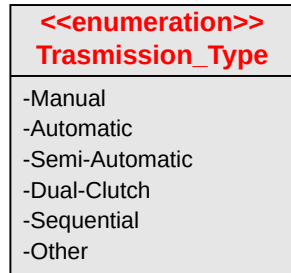 <<enumeration>>
Trasmission_Type
-Manual
-Automatic
-Semi-Automatic
-Dual-Clutch
-Sequential
-Other